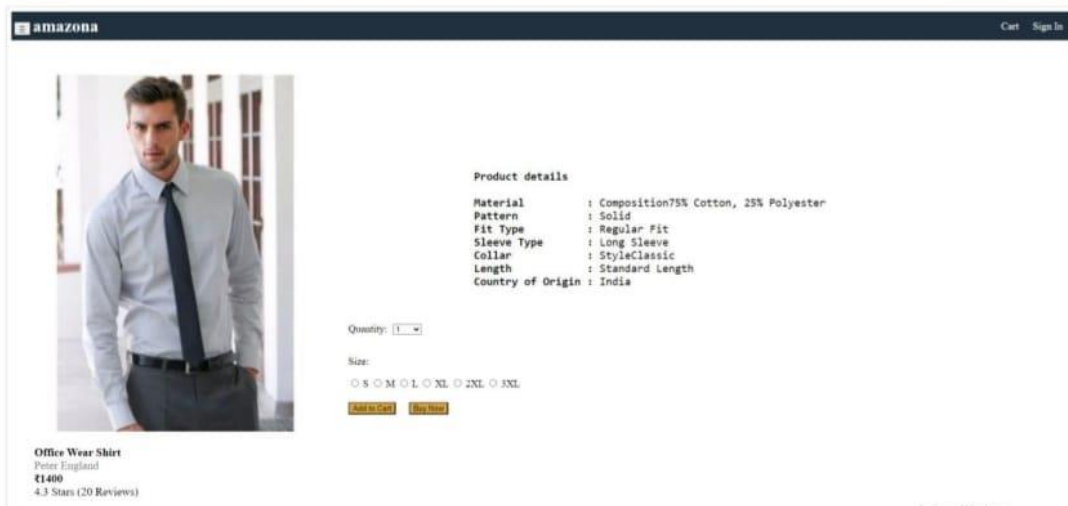 amazona
Cart Sign In
Product details
Material : Composition75% Cotton, 25% Polyester
Pattern : Solid
Fit Type : Regular Fit
Sleeve Type : Long Sleeve
Collar : StyleClassic
Length : Standard Length
Country of Origin : India
Quantity: 1
Size:
S M L XL 2XL 3XL
Add to Cart Buy Now
Office Wear Shirt
Peter England
₹1400
4.3 Stars (20 Reviews)